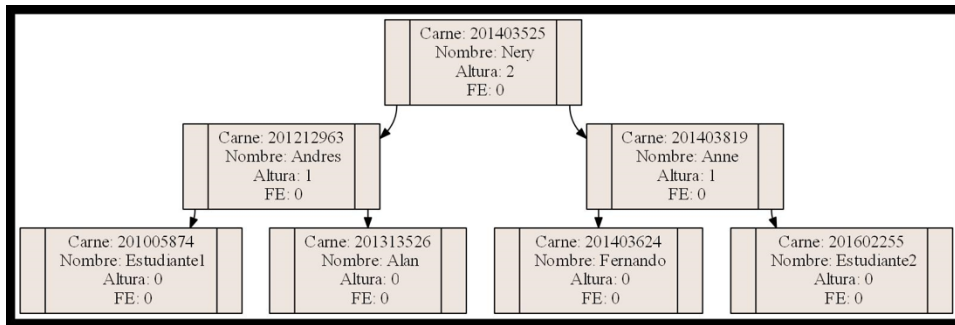 Carne: 201403525
Nombre: Nery
Altura: 2
FE: 0
Carne: 201212963
Nombre: Andres
Altura: 1
FE: 0
Carne: 201403819
Nombre: Anne
Altura: 1
FE: 0
Carne: 201005874
Nombre: Estudiante1
Altura: 0
FE: 0
Carne: 201313526
Nombre: Alan
Altura: 0
FE: 0
Carne: 201403624
Nombre: Fernando
Altura: 0
FE: 0
Carne: 201602255
Nombre: Estudiante2
Altura: 0
FE: 0